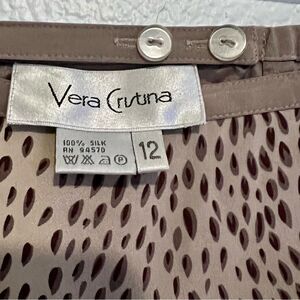 Vera Cristina
100% SILK
RN 94570
12